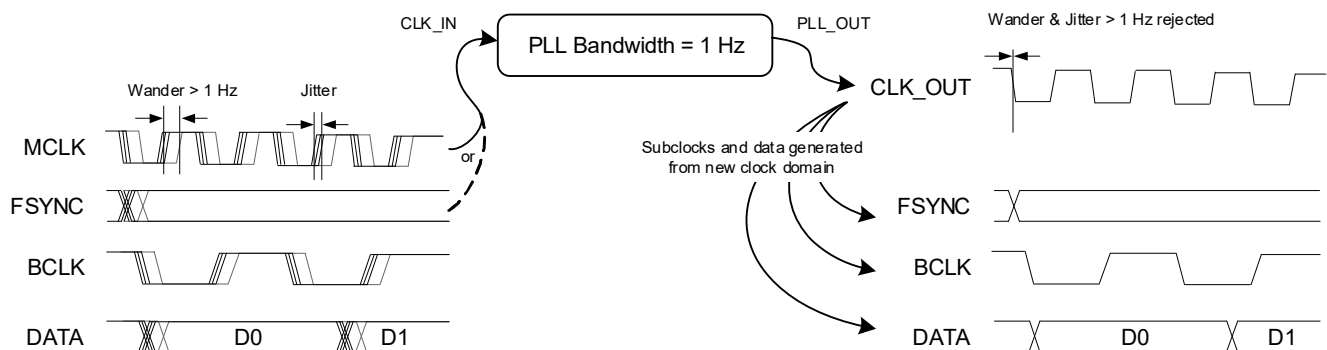 CLK_IN
PLL Bandwidth = 1 Hz
PLL_OUT
Wander & Jitter > 1 Hz rejected
Wander > 1 Hz
Jitter
CLK_OUT
MCLK
or
Subclocks and data generated
from new clock domain
FSYNC
FSYNC
BCLK
BCLK
DATA
D0
D1
DATA
D0
D1